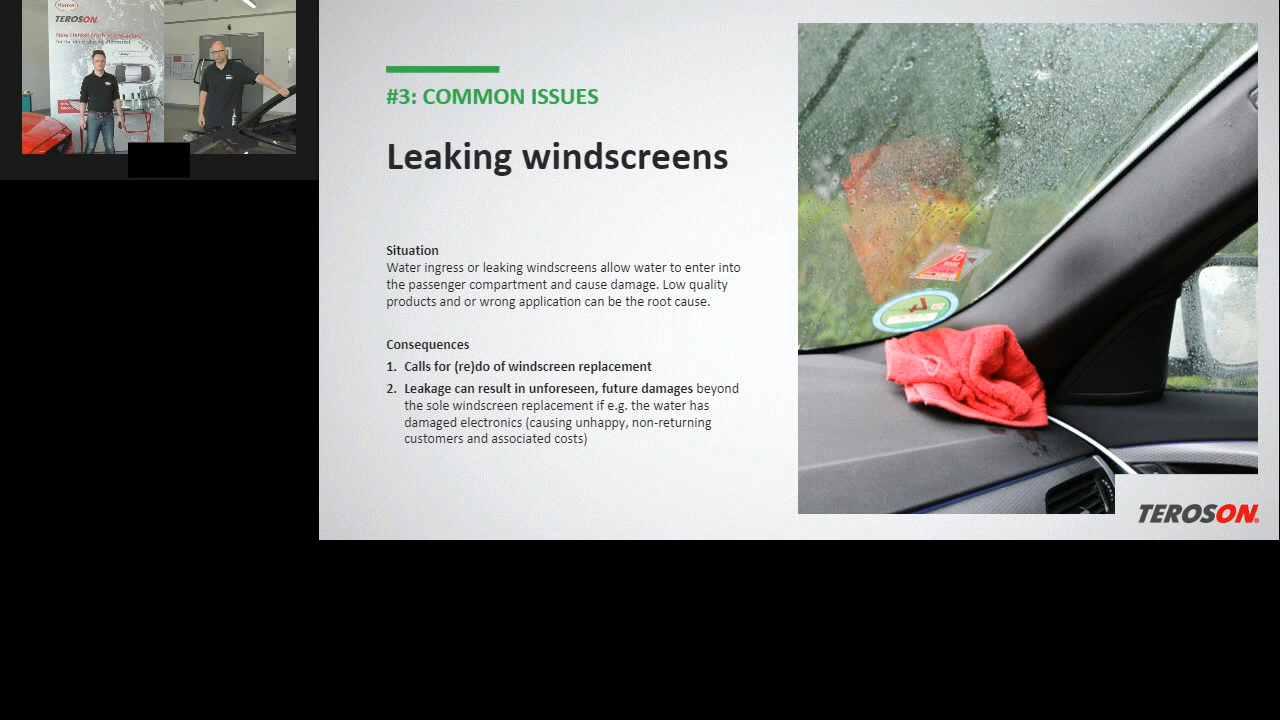 Henkel
TEROSON
#3: COMMON ISSUES
Leaking windscreens
Situation
Water ingress or leaking windscreens allow water to enter into
the passenger compartment and cause damage. Low quality
products and or wrong application can be the root cause.
Consequences
1. Calls for (re)do of windscreen replacement
2. Leakage can result in unforeseen, future damages beyond
the sole windscreen replacement if e.g. the water has
damaged electronics (causing unhappy, non-returning
customers and associated costs)
TEROSON